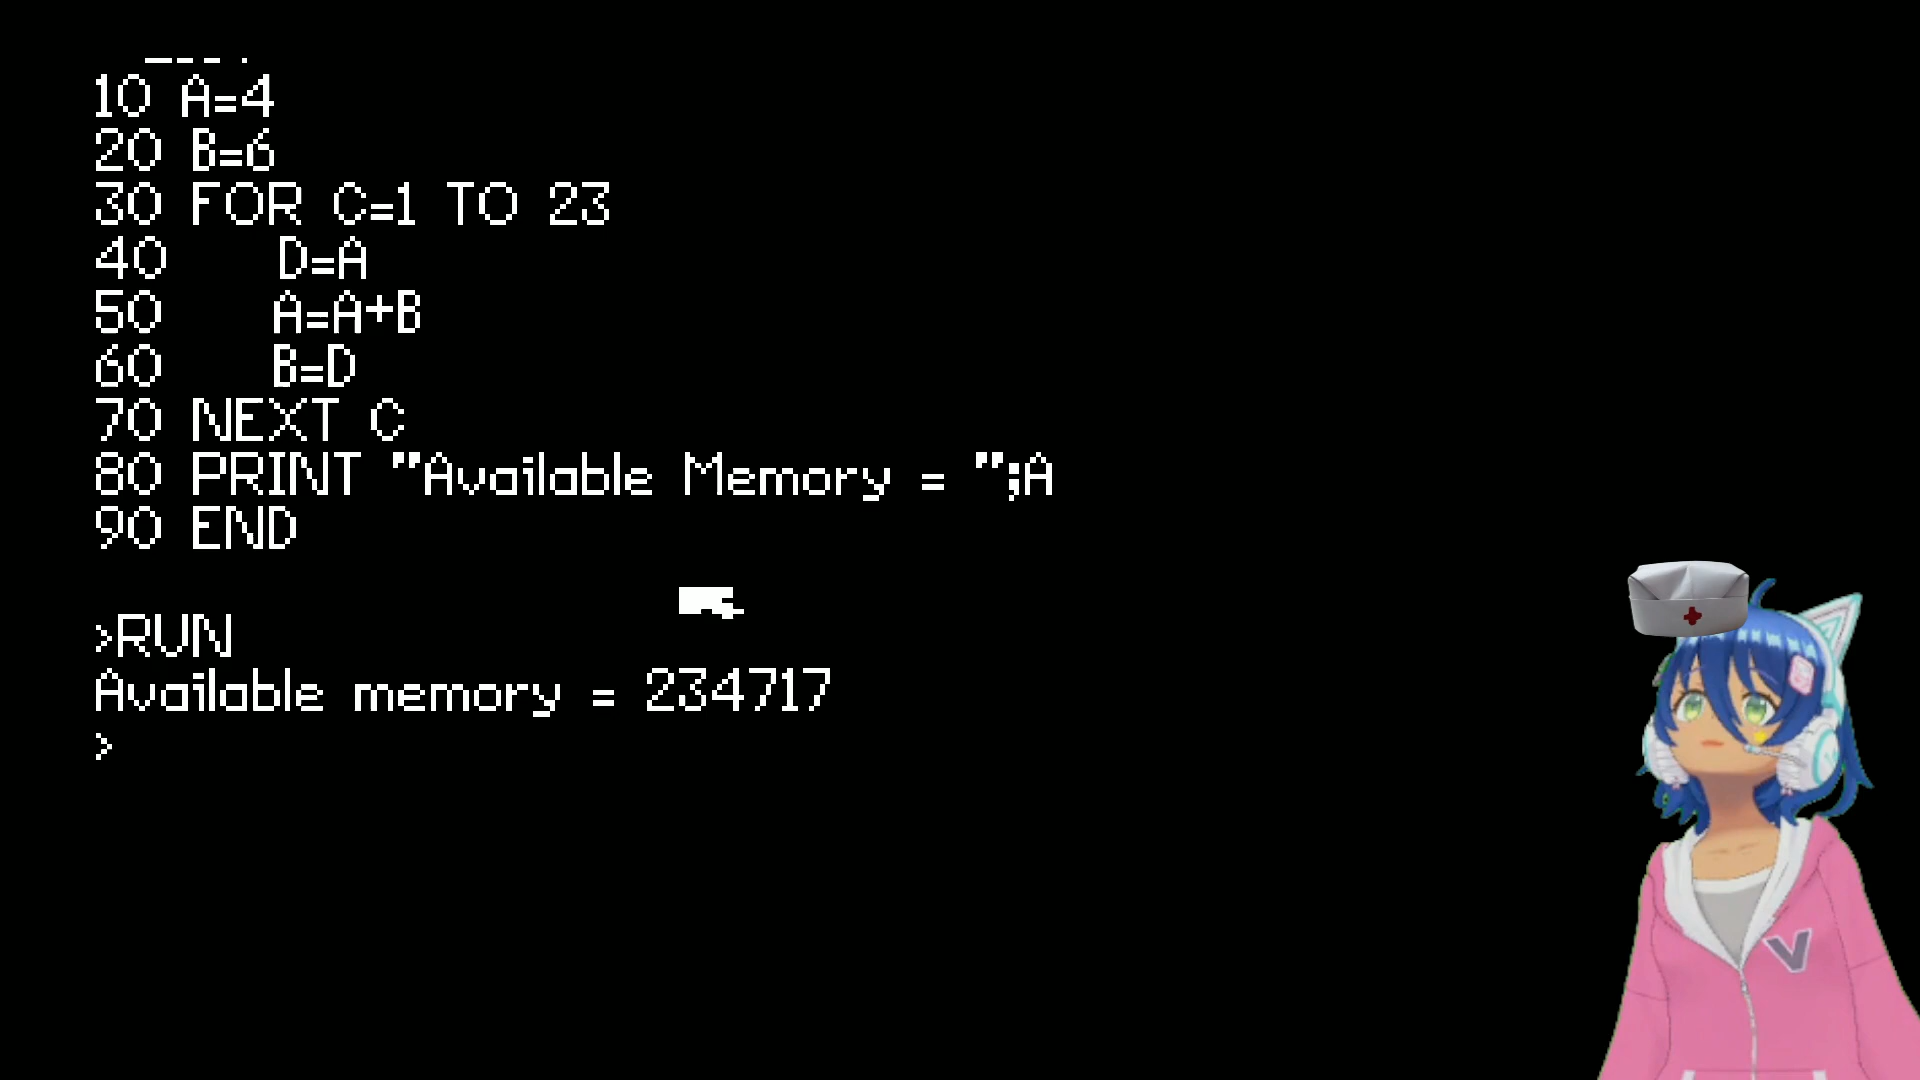 10 A=4
20 B=6
30 FOR C=1 TO 23
40    D=A
50    A=A+B
60    B=D
70 NEXT C
80 PRINT "Available Memory = ";A
90 END
>RUN
Available memory = 234717
>
V